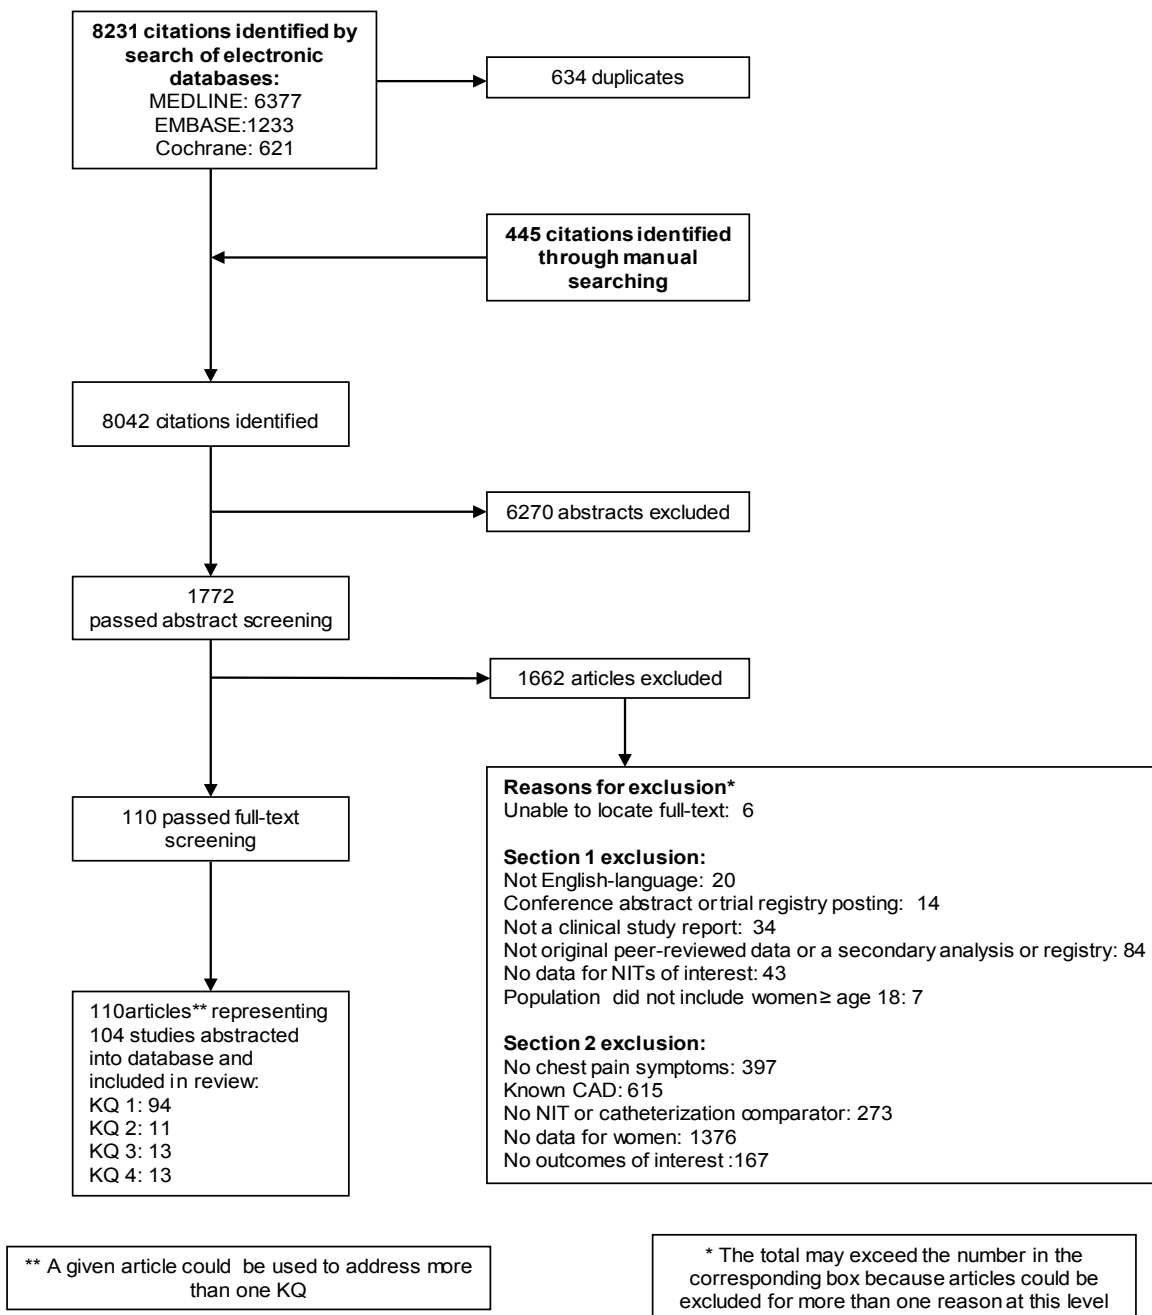 8231 citations identified by
search of electronic
databases:
MEDLINE: 6377
EMBASE:1233
Cochrane: 621
634 duplicates
445 citations identified
through manual
searching
8042 citations identified
6270 abstracts excluded
1772
passed abstract screening
1662 articles excluded
110 passed full-text
screening
Reasons for exclusion*
Unable to locate full-text: 6
Section 1 exclusion:
Not English-language: 20
Conference abstract or trial registry posting: 14
Not a clinical study report: 34
Not original peer-reviewed data or a secondary analysis or registry: 84
No data for NITs of interest: 43
Population did not include women ≥ age 18: 7
Section 2 exclusion:
No chest pain symptoms: 397
Known CAD: 615
No NIT or catheterization comparator: 273
No data for women: 1376
No outcomes of interest :167
110articles** representing
104 studies abstracted
into database and
included in review:
KQ 1: 94
KQ 2: 11
KQ 3: 13
KQ 4: 13
** A given article could be used to address more
than one KQ
* The total may exceed the number in the
corresponding box because articles could be
excluded for more than one reason at this level